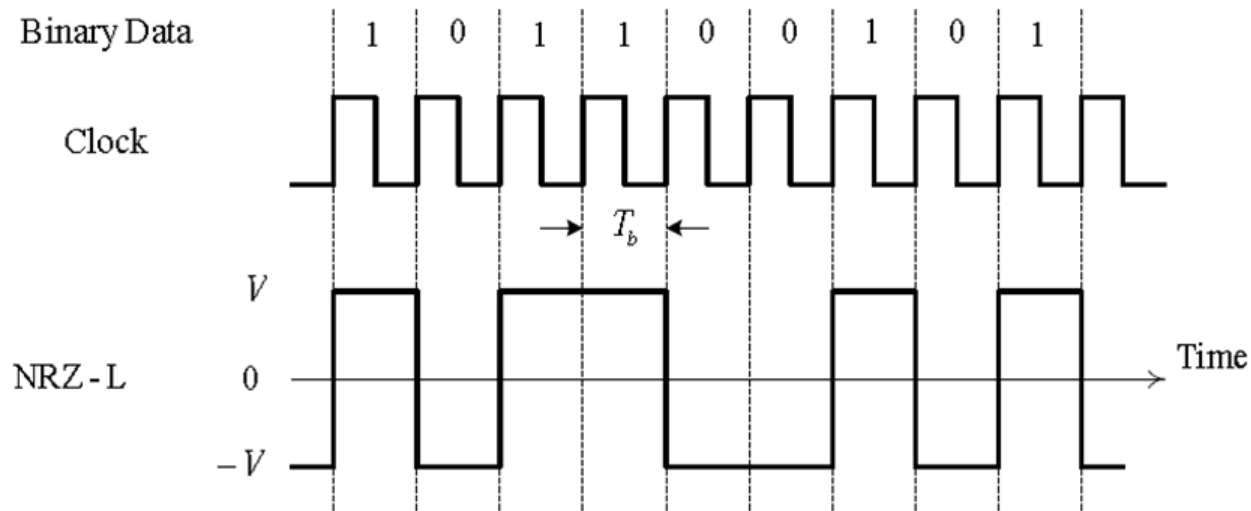 Binary Data 1 0 1 1 0 0 1 0 1
Clock
T_b
V
NRZ - L 0 Time
−V